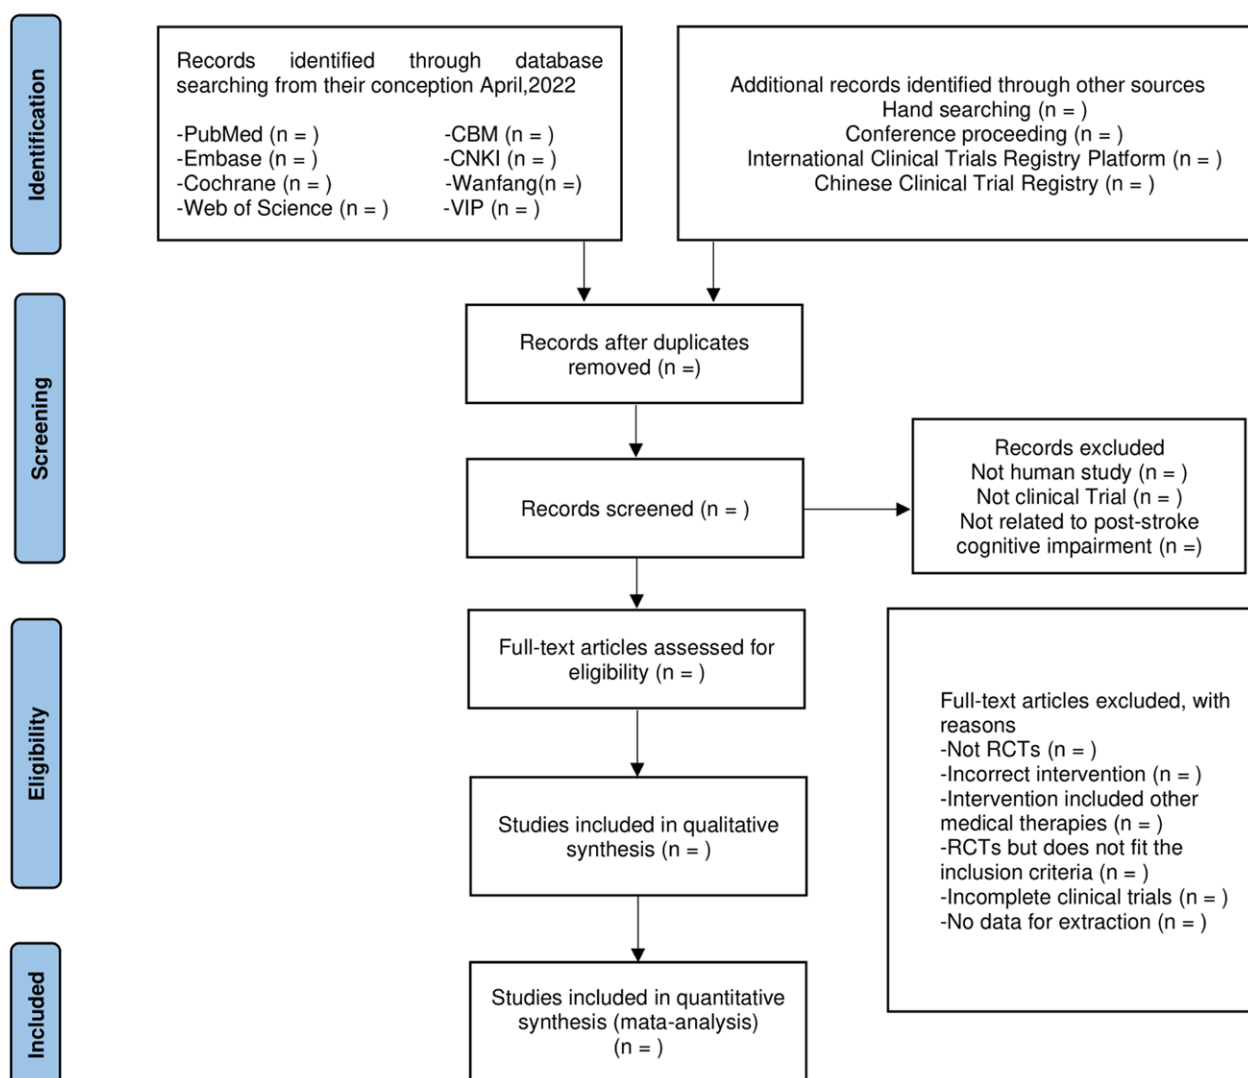 Identification
Records identified through database
searching from their conception April,2022
-PubMed (n = )
-Embase (n = )
-Cochrane (n = )
-Web of Science (n = )
-CBM (n = )
-CNKI (n = )
-Wanfang(n =)
-VIP (n = )
Additional records identified through other sources
Hand searching (n = )
Conference proceeding (n = )
International Clinical Trials Registry Platform (n = )
Chinese Clinical Trial Registry (n = )
Screening
Records after duplicates
removed (n =)
Records screened (n = )
Records excluded
Not human study (n = )
Not clinical Trial (n = )
Not related to post-stroke
cognitive impairment (n =)
Eligibility
Full-text articles assessed for
eligibility (n = )
Full-text articles excluded, with
reasons
-Not RCTs (n = )
-Incorrect intervention (n = )
-Intervention included other
medical therapies (n = )
-RCTs but does not fit the
inclusion criteria (n = )
-Incomplete clinical trials (n = )
-No data for extraction (n = )
Studies included in qualitative
synthesis (n = )
Included
Studies included in quantitative
synthesis (mata-analysis)
(n = )